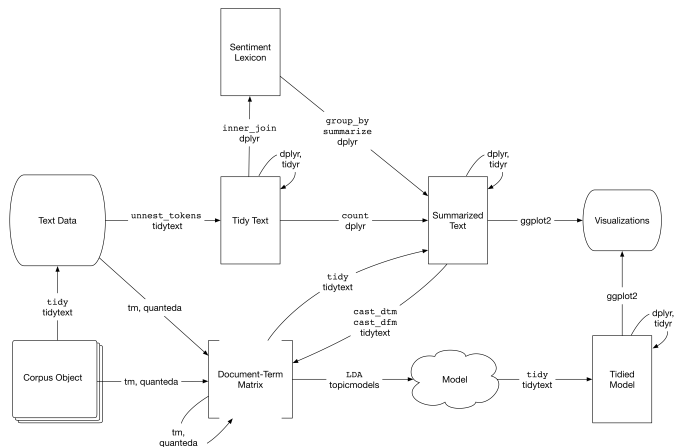 Sentiment
Lexicon
inner_join
dplyr
group_by
summarize
dplyr
dplyr,
tidyr
dplyr,
tidyr
Text Data
unnest_tokens
tidytext
Tidy Text
count
dplyr
Summarized
Text
ggplot2
Visualizations
tidy
tidytext
tm, quanteda
tidy
tidytext
cast_dtm
cast_dfm
tidytext
ggplot2
dplyr,
tidyr
Corpus Object
tm, quanteda
Document-Term
Matrix
LDA
topicmodels
Model
tidy
tidytext
Tidied
Model
tm,
quanteda